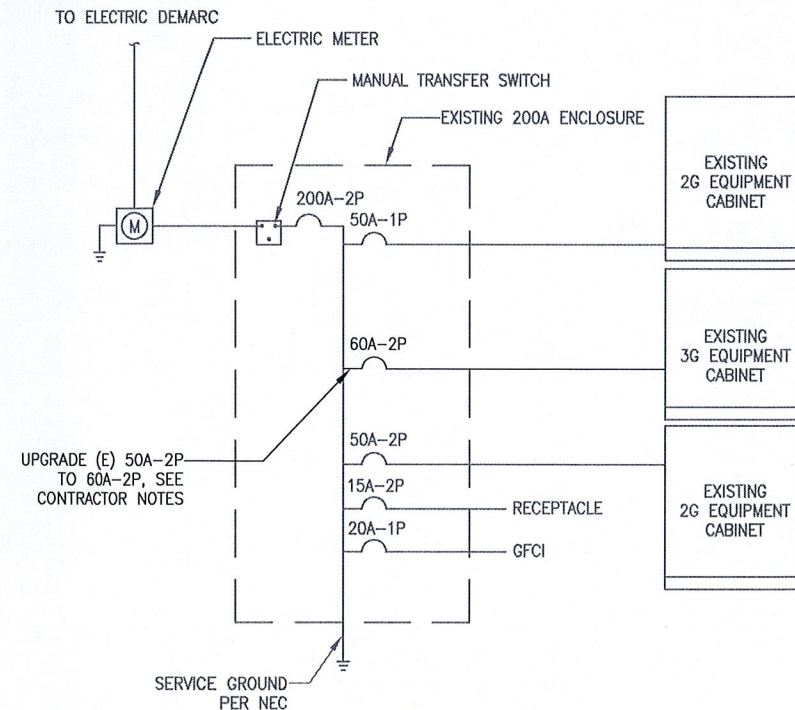 TO ELECTRIC DEMARC
ELECTRIC METER
MANUAL TRANSFER SWITCH
EXISTING 200A ENCLOSURE
200A-2P
50A-1P
M
EXISTING
2G EQUIPMENT
CABINET
60A-2P
EXISTING
3G EQUIPMENT
CABINET
UPGRADE (E) 50A-2P
TO 60A-2P, SEE
CONTRACTOR NOTES
50A-2P
15A-2P
RECEPTACLE
20A-1P
GFCI
EXISTING
2G EQUIPMENT
CABINET
SERVICE GROUND
PER NEC